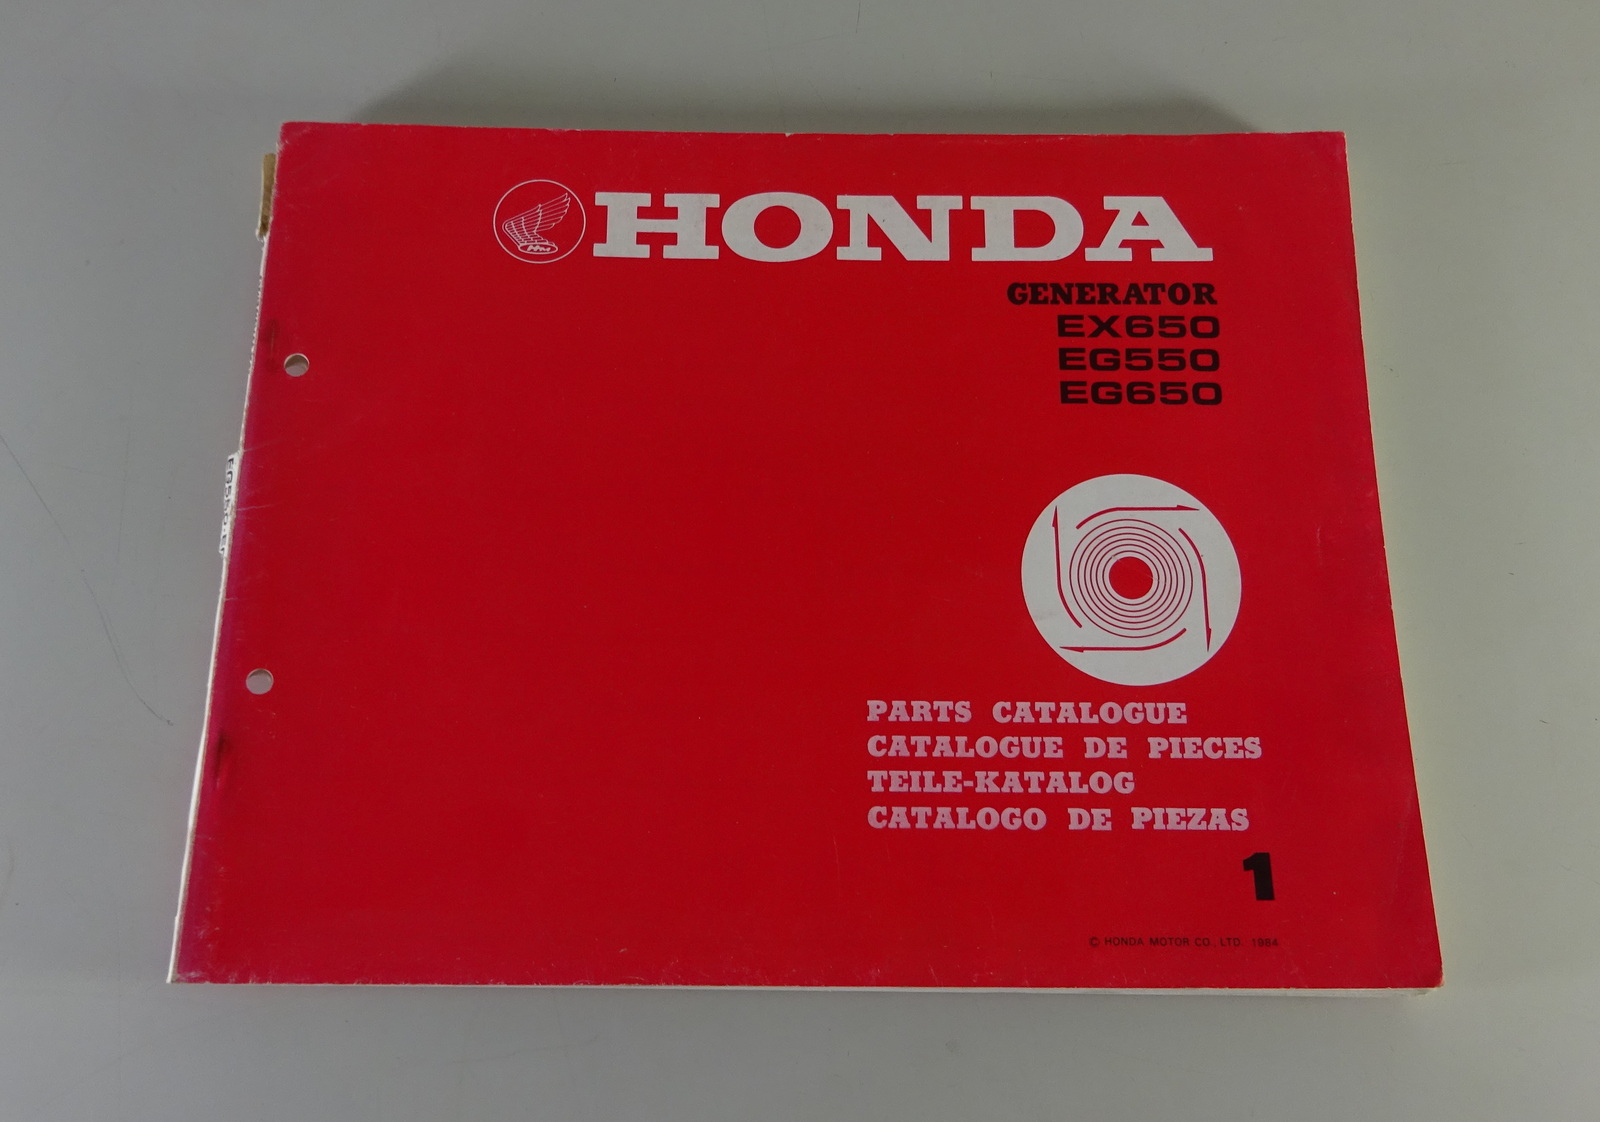 HONDA
GENERATOR
EX650
EG550
EG650
PARTS CATALOGUE
CATALOGUE DE PIECES
TEILE-KATALOG
CATALOGO DE PIEZAS
1
© HONDA MOTOR CO., LTD. 1984